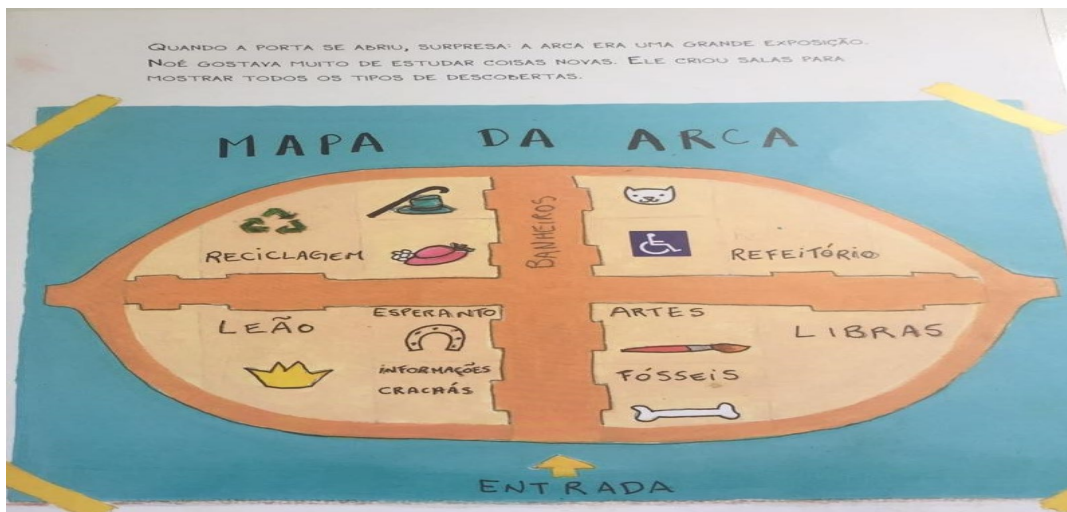 QUANDO A PORTA SE ABRIU, SURPRESA: A ARCA ERA UMA GRANDE EXPOSIÇÃO.
NOÉ GOSTAVA MUITO DE ESTUDAR COISAS NOVAS. ELE CRIOU SALAS PARA
MOSTRAR TODOS OS TIPOS DE DESCOBERTAS.
MAPA DA ARCA
BANHEIROS
RECICLAGEM
REFEITÓRIO
LEÃO
ESPERANTO
INFORMAÇÕES
CRACHÁS
ARTES
LIBRAS
FÓSSEIS
ENTRADA